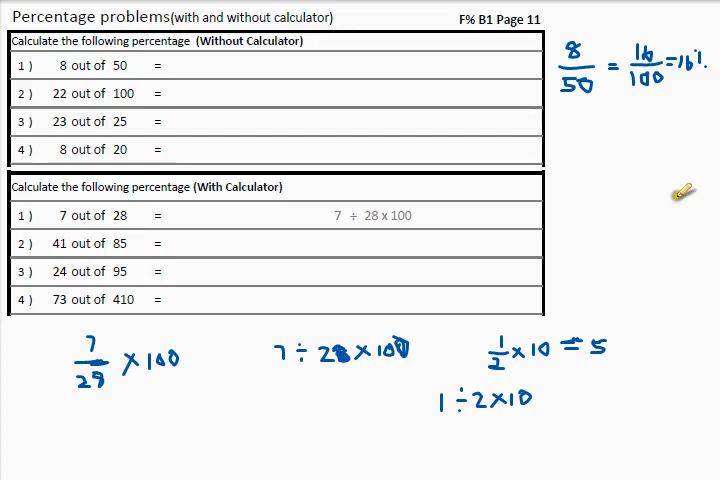 Percentage problems(with and without calculator) F% B1 Page 11
Calculate the following percentage (Without Calculator)
1 ) 8 out of 50 =
2 ) 22 out of 100 =
3 ) 23 out of 25 =
4 ) 8 out of 20 =
8/50 = 16/100 = 16%
Calculate the following percentage (With Calculator)
1 ) 7 out of 28 = 7 ÷ 28 x 100
2 ) 41 out of 85 =
3 ) 24 out of 95 =
4 ) 73 out of 410 =
7/28 × 100 7 ÷ 28 × 100 1/2 × 10 = 5
1 ÷ 2 × 10